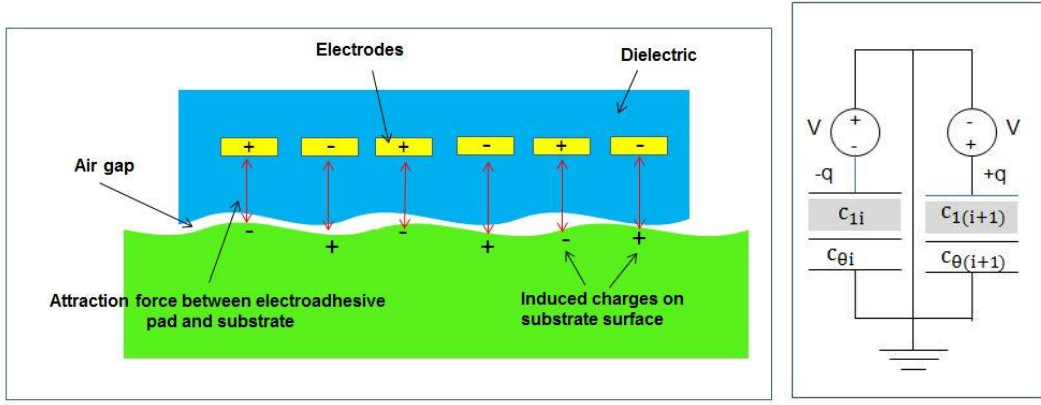 Electrodes
Dielectric
Air gap
+ - + - + -
- + - + - +
Attraction force between electroadhesive
pad and substrate
Induced charges on
substrate surface
V + - - + V
-q +q
C1i C1(i+1)
Cθi Cθ(i+1)